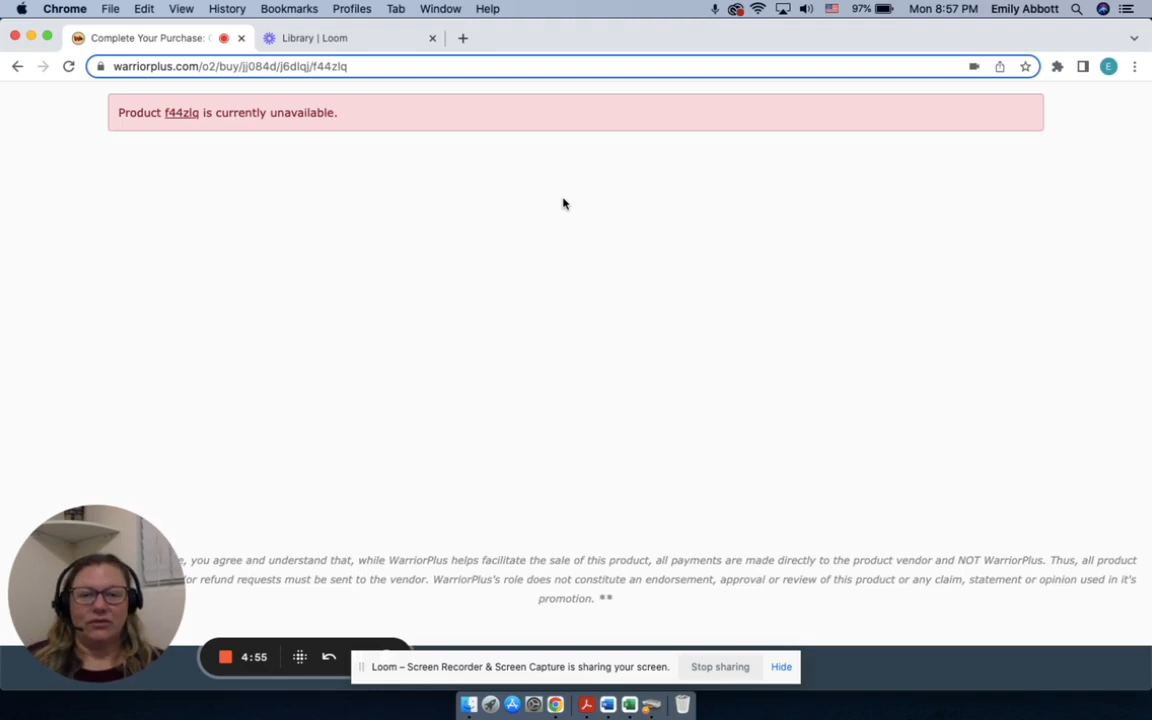 Chrome File Edit View History Bookmarks Profiles Tab Window Help 97% Mon 8:57 PM Emily Abbott
Complete Your Purchase: Library | Loom
warriorplus.com/o2/buy/jj084d/j6dlqj/f44zlq E
Product f44zlq is currently unavailable.
, you agree and understand that, while WarriorPlus helps facilitate the sale of this product, all payments are made directly to the product vendor and NOT WarriorPlus. Thus, all product
/or refund requests must be sent to the vendor. WarriorPlus's role does not constitute an endorsement, approval or review of this product or any claim, statement or opinion used in it's
promotion. **
4:55
Loom – Screen Recorder & Screen Capture is sharing your screen. Stop sharing Hide